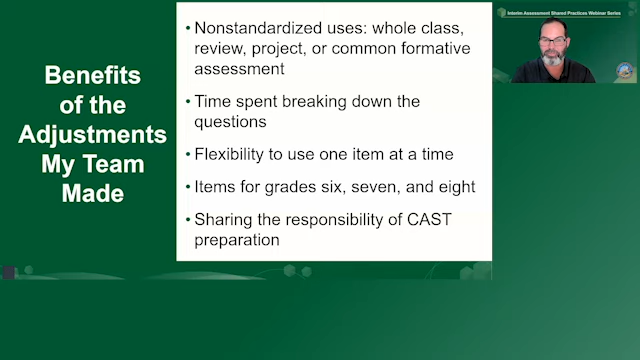 Interim Assessment Shared Practices Webinar Series
Benefits
of the
Adjustments
My Team
Made
• Nonstandardized uses: whole class,
review, project, or common formative
assessment
• Time spent breaking down the
questions
• Flexibility to use one item at a time
• Items for grades six, seven, and eight
• Sharing the responsibility of CAST
preparation